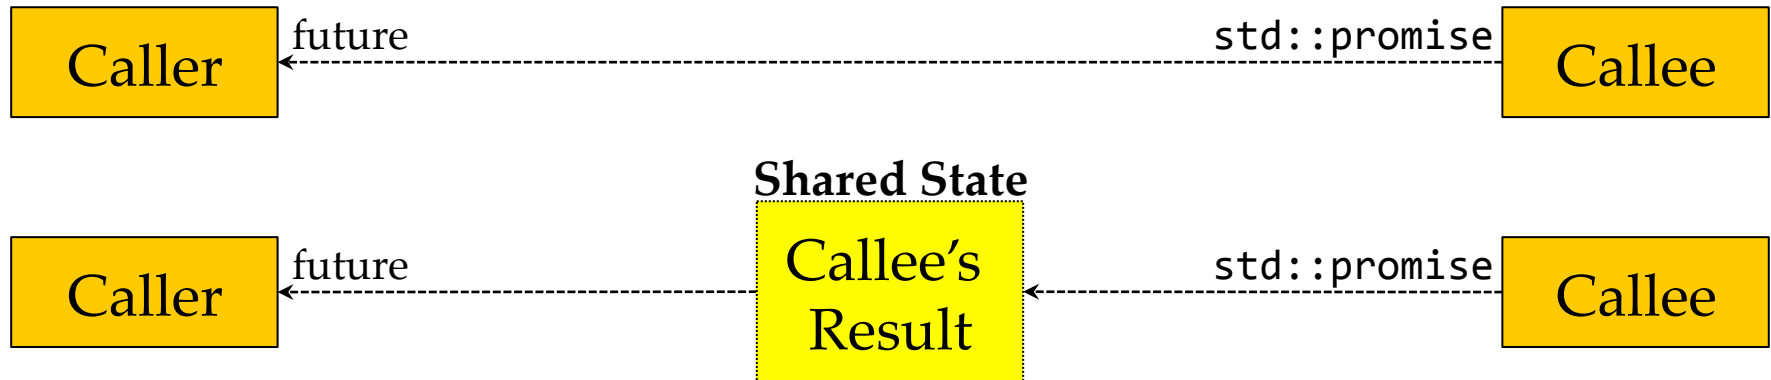 Caller
future
std::promise
Callee
Shared State
Caller
future
Callee's
Result
std::promise
Callee